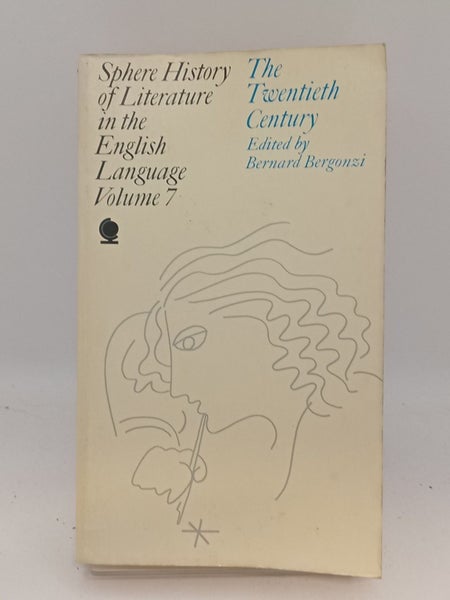 Sphere History
of Literature
in the
English
Language
Volume 7
The
Twentieth
Century
Edited by
Bernard Bergonzi